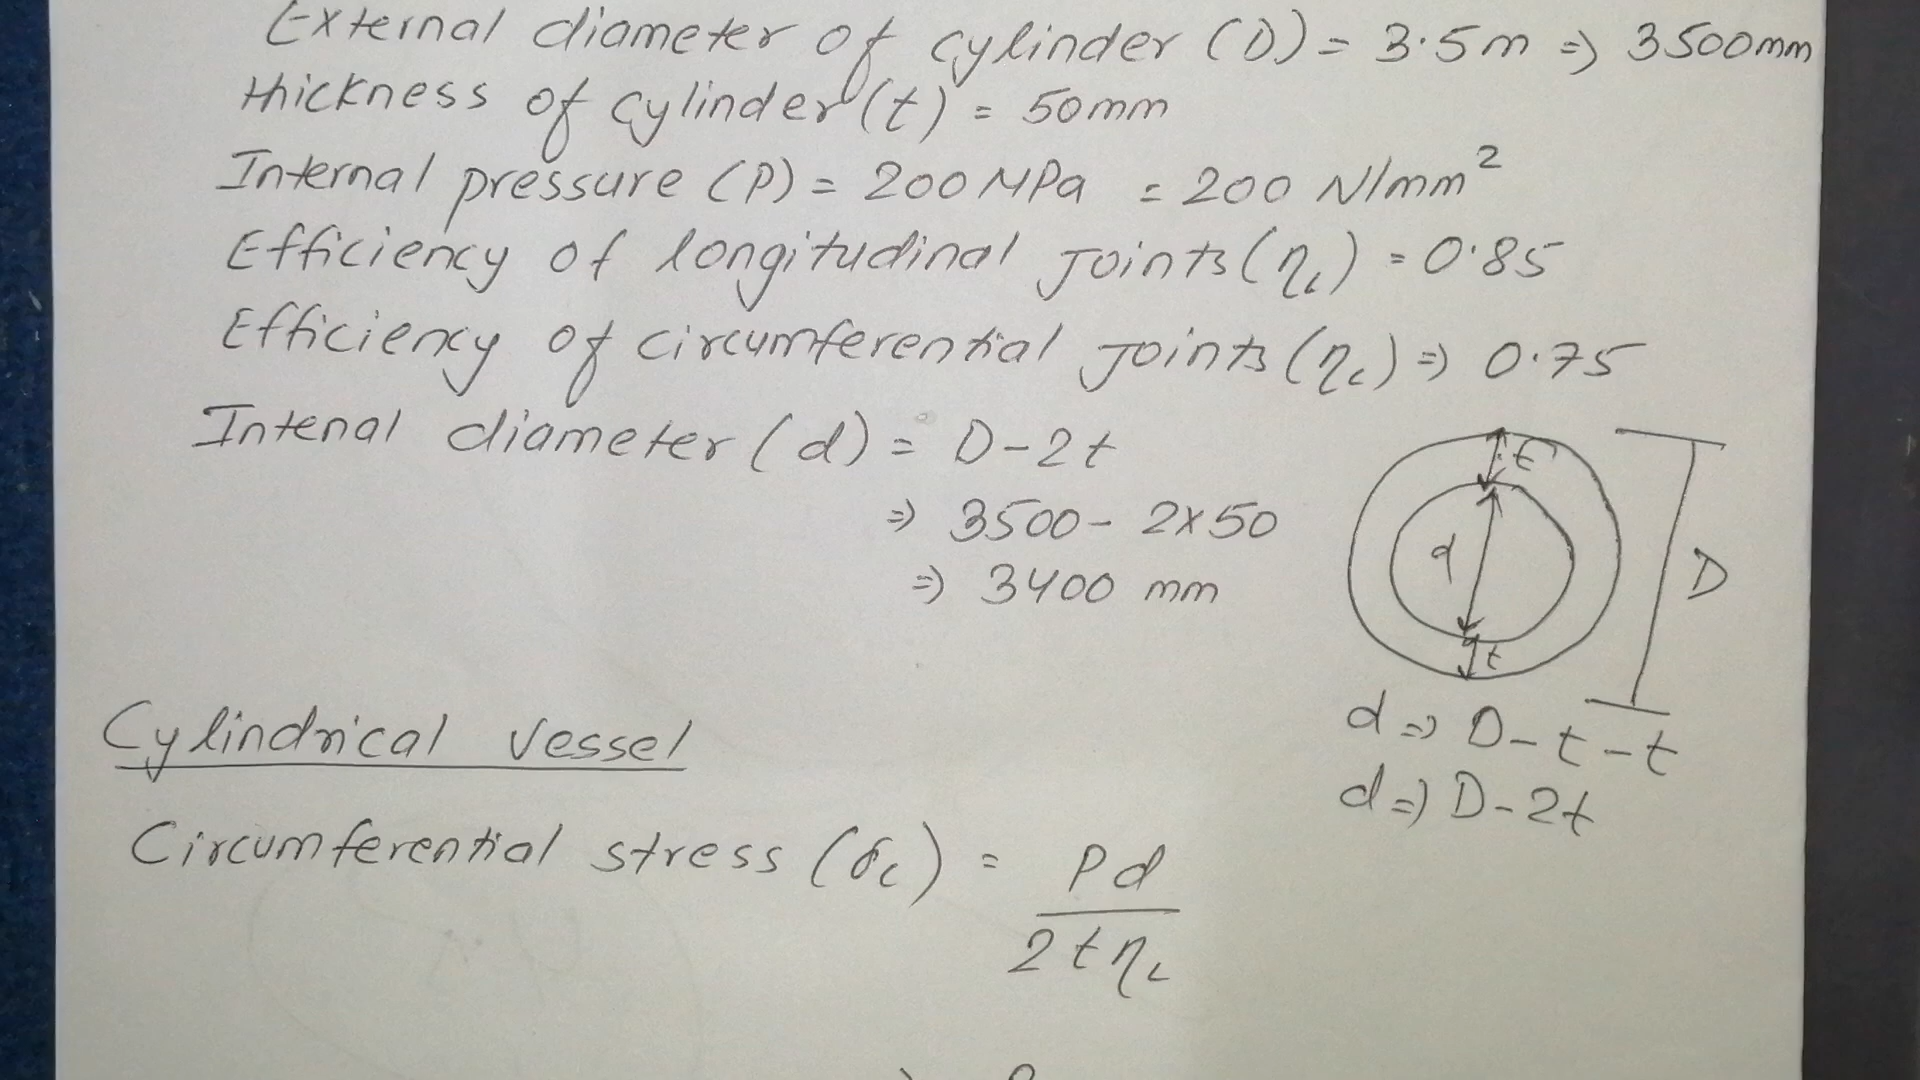 External diameter of cylinder (D) = 3.5m => 3500mm
thickness of cylinder (t) = 50mm
Internal pressure (P) = 200 MPa = 200 N/mm²
Efficiency of longitudinal Joints (ηL) = 0.85
Efficiency of circumferential Joints (ηc) => 0.75
Intenal diameter (d) = D-2t
=> 3500 - 2x50
=> 3400 mm
t
d
D
t
d => D-t-t
d => D-2t
Cylindrical Vessel
Circumferential stress (σc) = Pd
2tηL